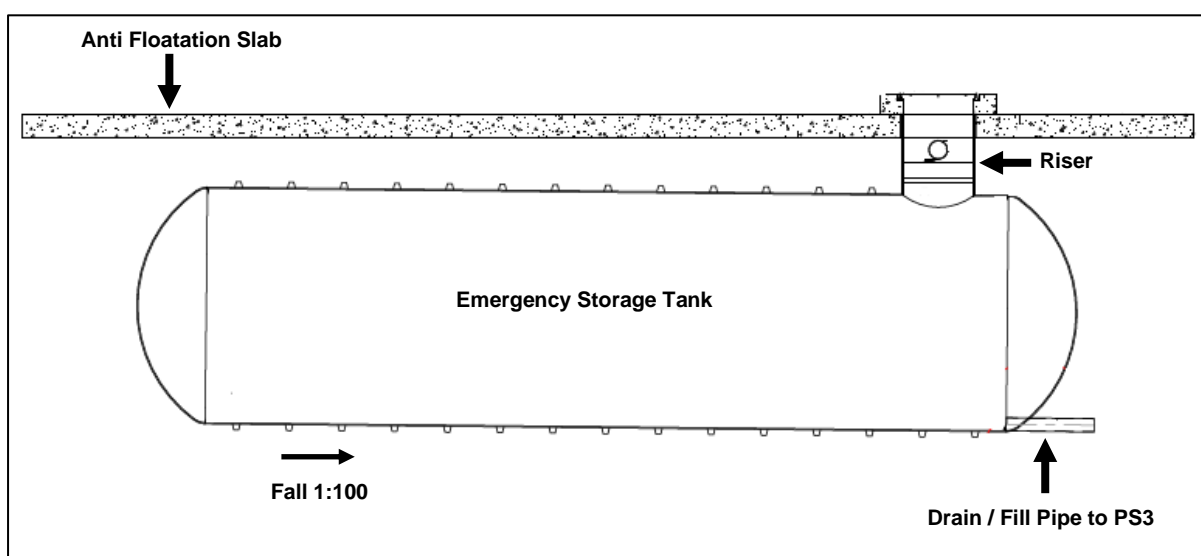 Anti Floatation Slab
Riser
Emergency Storage Tank
Fall 1:100
Drain / Fill Pipe to PS3